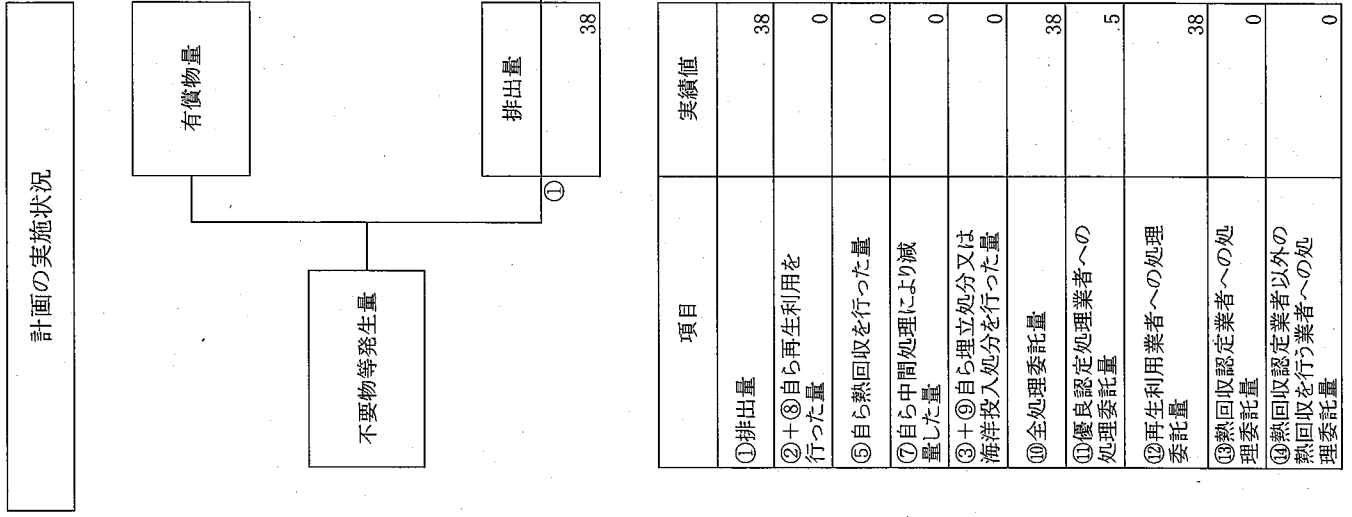 計画の実施状況
不要物等発生量
有償物量
①
排出量
38
項目
実績値
①排出量
38
②+⑧自ら再生利用を
行った量
0
⑤自ら熱回収を行った量
0
⑦自ら中間処理により減
量した量
0
③+⑨自ら埋立処分又は
海洋投入処分を行った量
0
⑩全処理委託量
38
⑪優良認定処理業者への
処理委託量
.5
⑫再生利用業者への処理
委託量
38
⑬熱回収認定業者への処
理委託量
0
⑭熱回収認定業者以外の
熱回収を行う業者への処
理委託量
0